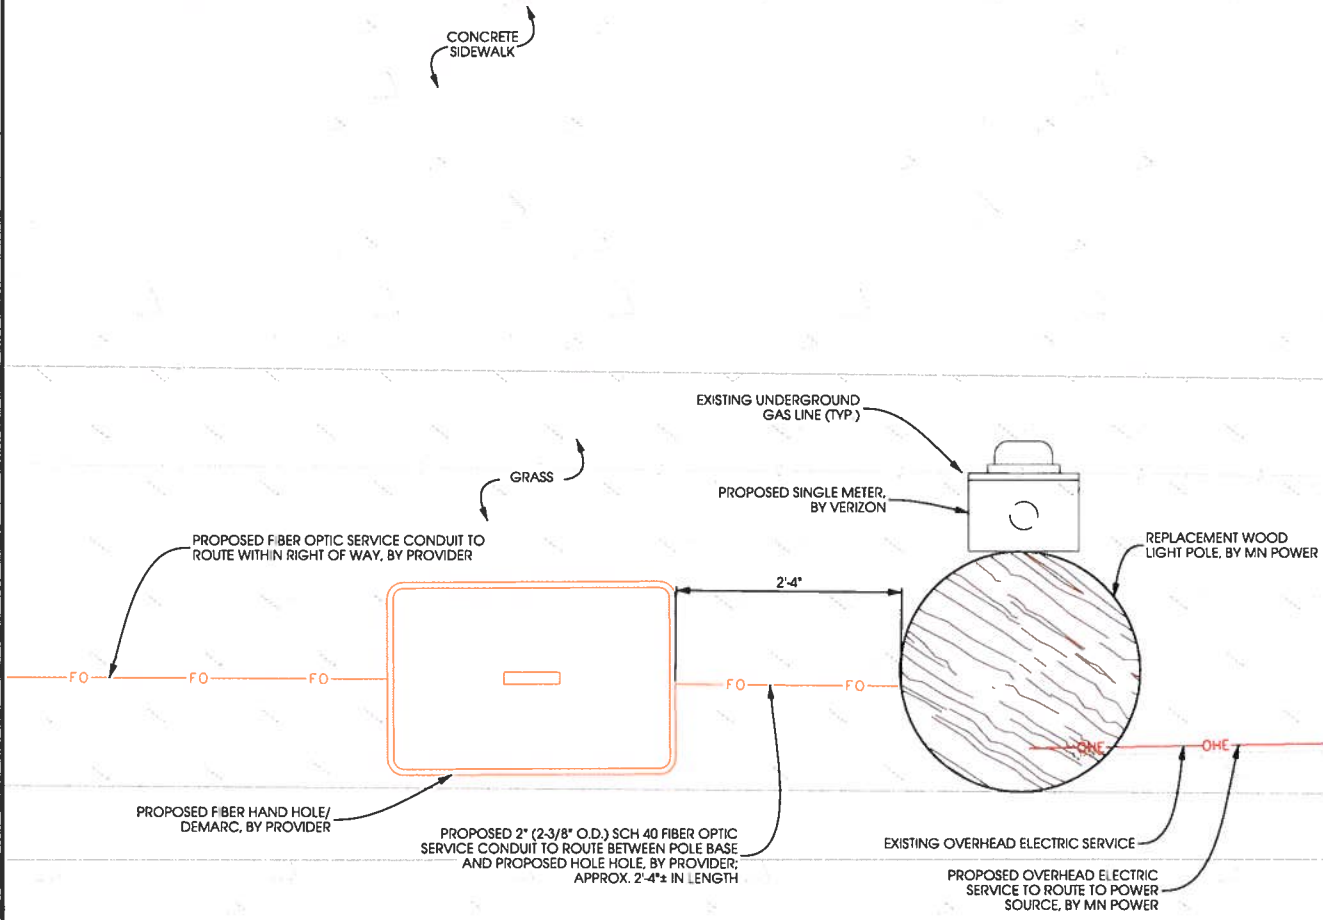 CONCRETE
SIDEWALK
EXISTING UNDERGROUND
GAS LINE (TYP )
GRASS
PROPOSED SINGLE METER,
BY VERIZON
PROPOSED FIBER OPTIC SERVICE CONDUIT TO
ROUTE WITHIN RIGHT OF WAY, BY PROVIDER
REPLACEMENT WOOD
LIGHT POLE, BY MN POWER
2'-4"
FO
FO
FO
FO
FO
OHE
OHE
PROPOSED FIBER HAND HOLE/
DEMARC, BY PROVIDER
PROPOSED 2" (2-3/8" O.D.) SCH 40 FIBER OPTIC
SERVICE CONDUIT TO ROUTE BETWEEN POLE BASE
AND PROPOSED HOLE HOLE, BY PROVIDER;
APPROX. 2'-4"± IN LENGTH
EXISTING OVERHEAD ELECTRIC SERVICE
PROPOSED OVERHEAD ELECTRIC
SERVICE TO ROUTE TO POWER
SOURCE, BY MN POWER